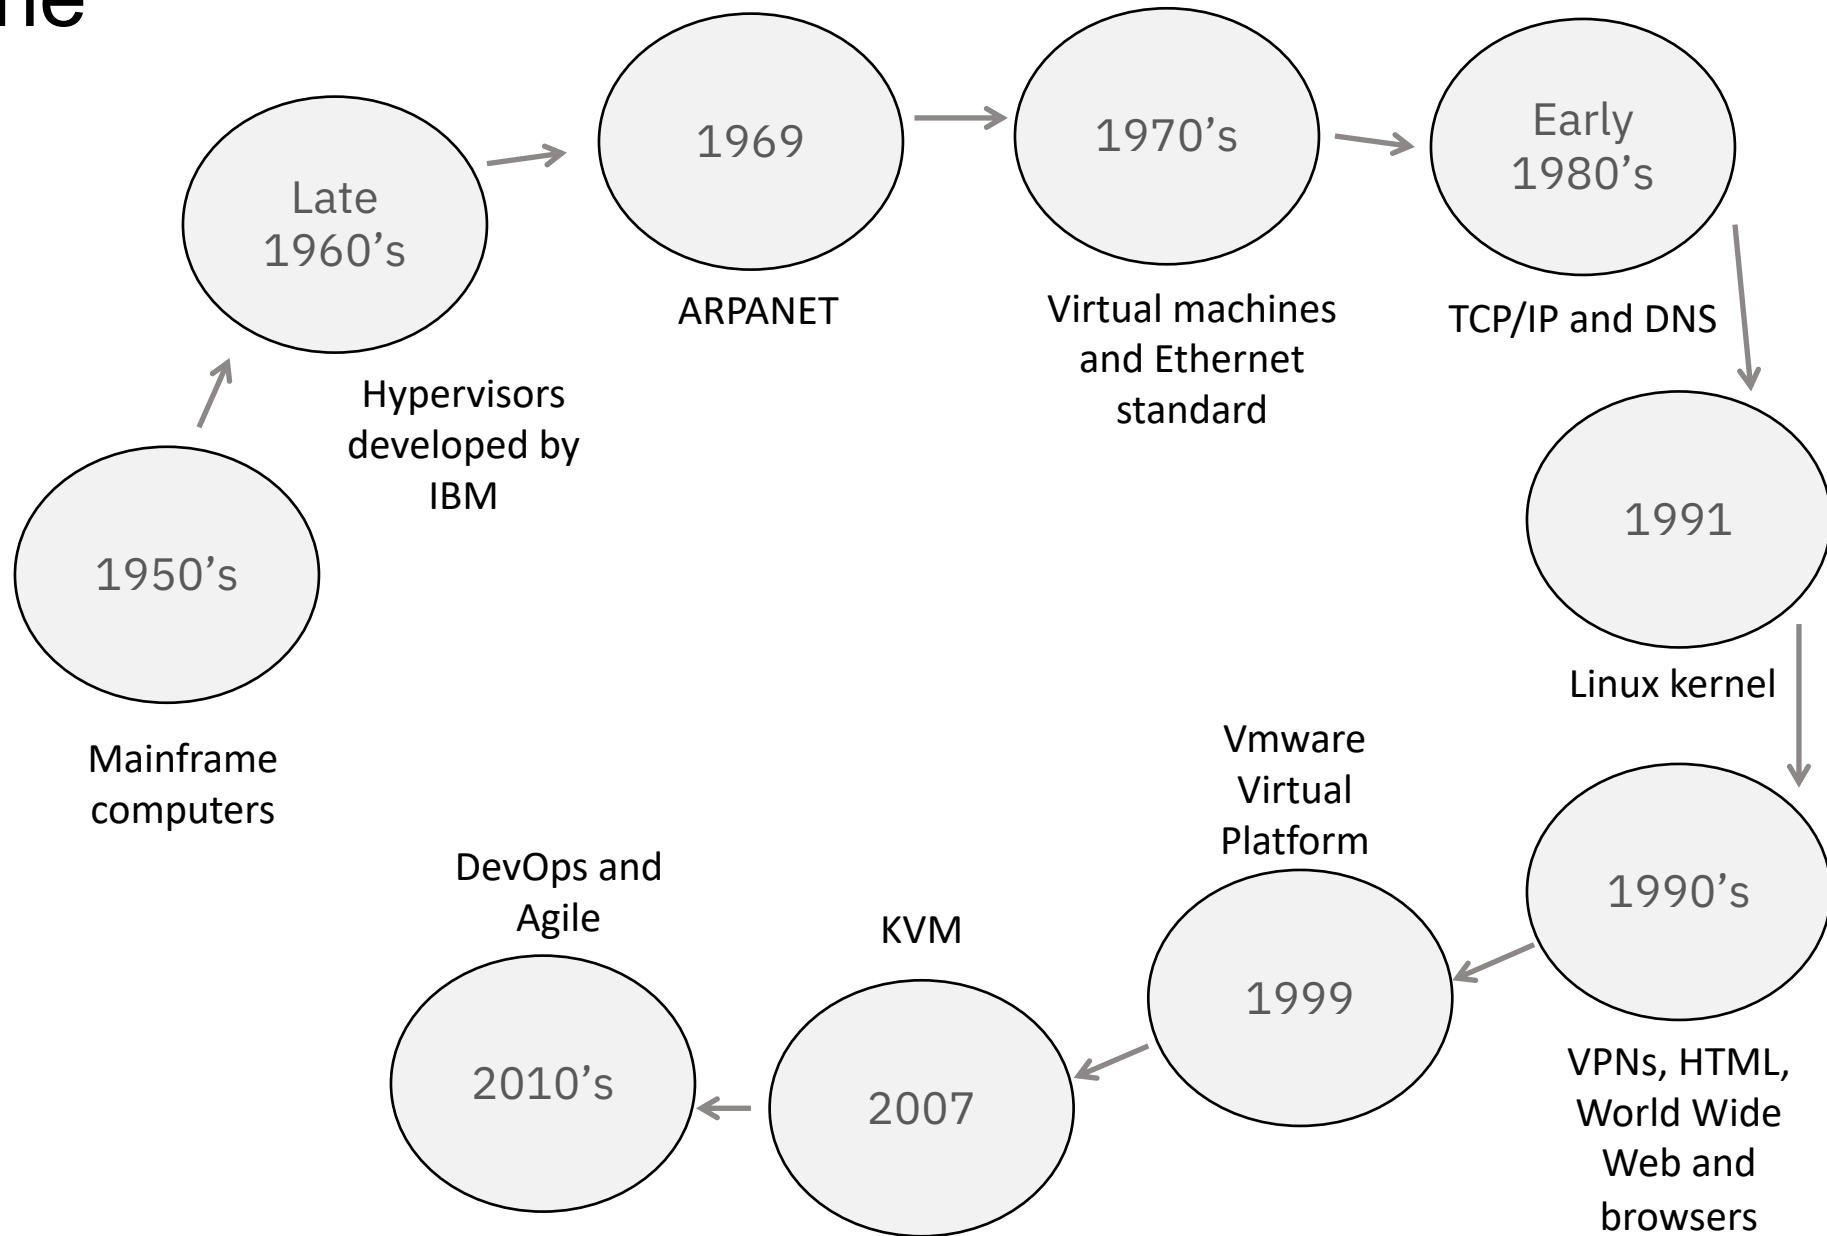 1950’s
Mainframe
computers
Late
1960’s
Hypervisors
developed by
IBM
1969
ARPANET
1970’s
Virtual machines
and Ethernet
standard
Early
1980’s
TCP/IP and DNS
1991
Linux kernel
1990’s
VPNs, HTML,
World Wide
Web and
browsers
Vmware
Virtual
Platform
1999
KVM
2007
DevOps and
Agile
2010’s